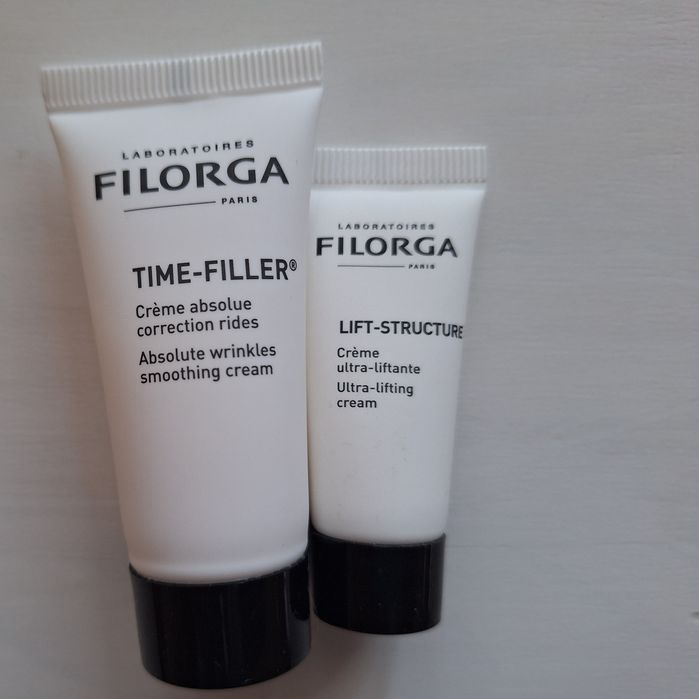 LABORATOIRES
FILORGA
PARIS
TIME-FILLER®
Crème absolue
correction rides
Absolute wrinkles
smoothing cream
LABORATOIRES
FILORGA
PARIS
LIFT-STRUCTURE
Crème
ultra-liftante
Ultra-lifting
cream